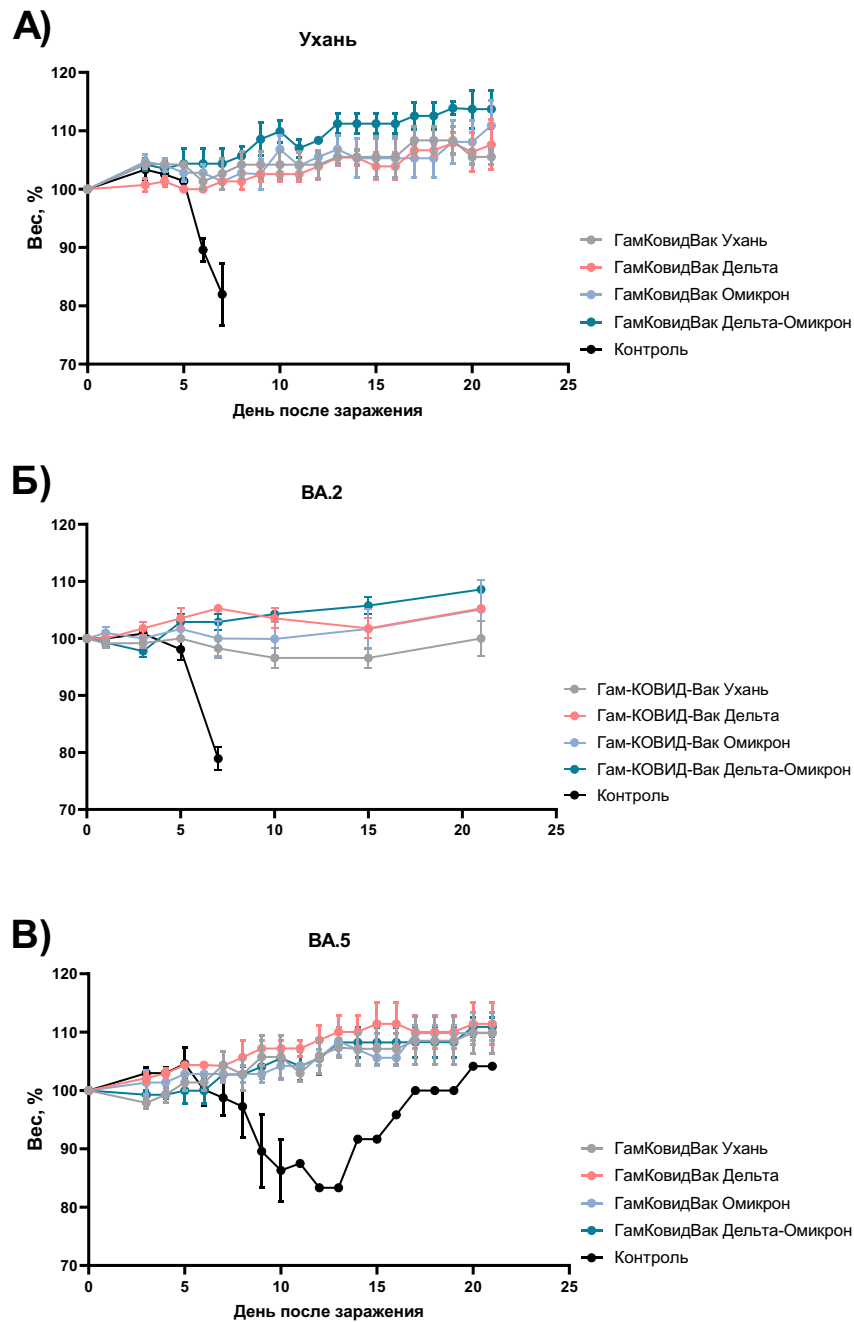 А)
Ухань
120
110
100
90
80
70
Вес, %
0
5
10
15
20
25
День после заражения
ГамКовидВак Ухань
ГамКовидВак Дельта
ГамКовидВак Омикрон
ГамКовидВак Дельта-Омикрон
Контроль
Б)
ВА.2
120
110
100
90
80
70
0
5
10
15
20
25
Гам-КОВИД-Вак Ухань
Гам-КОВИД-Вак Дельта
Гам-КОВИД-Вак Омикрон
Гам-КОВИД-Вак Дельта-Омикрон
Контроль
В)
ВА.5
120
110
100
90
80
70
Вес, %
0
5
10
15
20
25
День после заражения
ГамКовидВак Ухань
ГамКовидВак Дельта
ГамКовидВак Омикрон
ГамКовидВак Дельта-Омикрон
Контроль